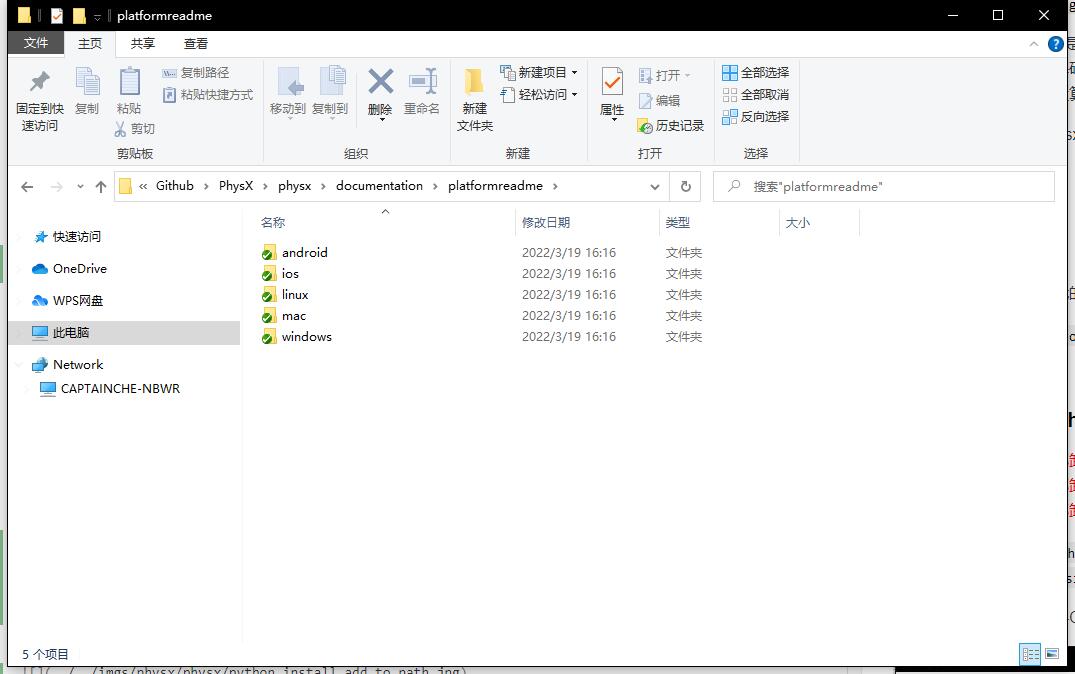 platformreadme
文件 主页 共享 查看
固定到快速访问
复制
粘贴
复制路径
粘贴快捷方式
剪切
剪贴板
移动到
复制到
删除
重命名
组织
新建文件夹
新建项目
轻松访问
新建
属性
打开
编辑
历史记录
打开
全部选择
全部取消
反向选择
选择
« Github › PhysX › physx › documentation › platformreadme ›
搜索"platformreadme"
名称 修改日期 类型 大小
快速访问
OneDrive
WPS网盘
此电脑
Network
CAPTAINCHE-NBWR
android 2022/3/19 16:16 文件夹
ios 2022/3/19 16:16 文件夹
linux 2022/3/19 16:16 文件夹
mac 2022/3/19 16:16 文件夹
windows 2022/3/19 16:16 文件夹
5 个项目